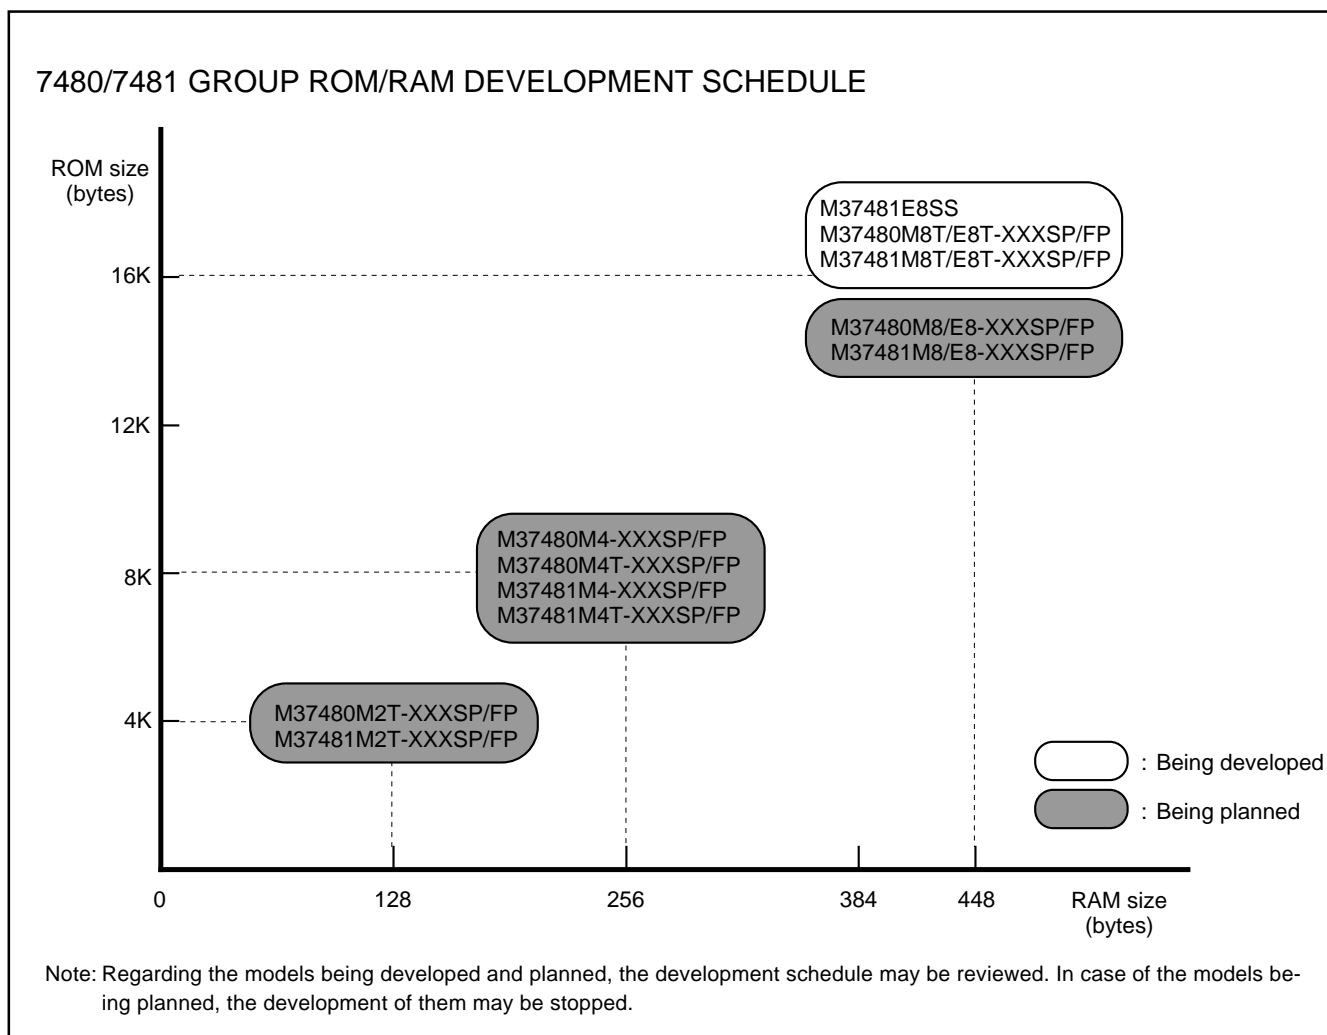 7480/7481 GROUP ROM/RAM DEVELOPMENT SCHEDULE
ROM size
(bytes)
M37481E8SS
M37480M8T/E8T-XXXSP/FP
M37481M8T/E8T-XXXSP/FP
16K
M37480M8/E8-XXXSP/FP
M37481M8/E8-XXXSP/FP
12K
M37480M4-XXXSP/FP
M37480M4T-XXXSP/FP
M37481M4-XXXSP/FP
M37481M4T-XXXSP/FP
8K
M37480M2T-XXXSP/FP
M37481M2T-XXXSP/FP
4K
: Being developed
: Being planned
0 128 256 384 448 RAM size
(bytes)
Note: Regarding the models being developed and planned, the development schedule may be reviewed. In case of the models be-
ing planned, the development of them may be stopped.